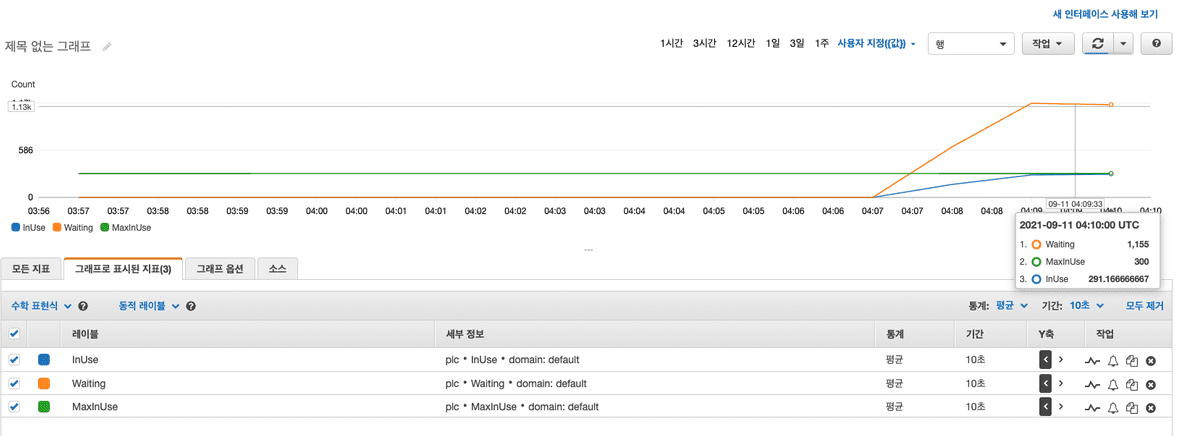 새 인터페이스 사용해 보기
제목 없는 그래프
1시간 3시간 12시간 1일 3일 1주 사용자 지정((값)) 행 작업
Count
1.13k
586
0
03:56 03:57 03:57 03:58 03:58 03:59 03:59 04:00 04:00 04:01 04:01 04:02 04:02 04:03 04:03 04:04 04:04 04:05 04:05 04:06 04:06 04:07 04:07 04:08 04:08 04:09 04:09 04:10 04:10
09-11 04:09:33
InUse Waiting MaxInUse
2021-09-11 04:10:00 UTC
1. Waiting 1,155
2. MaxInUse 300
3. InUse 291.166666667
모든 지표 그래프로 표시된 지표(3) 그래프 옵션 소스
수학 표현식 동적 레이블 통계: 평균 기간: 10초 모두 제거
레이블 세부 정보 통계 기간 Y축 작업
InUse plc • InUse • domain: default 평균 10초
Waiting plc • Waiting • domain: default 평균 10초
MaxInUse plc • MaxInUse • domain: default 평균 10초